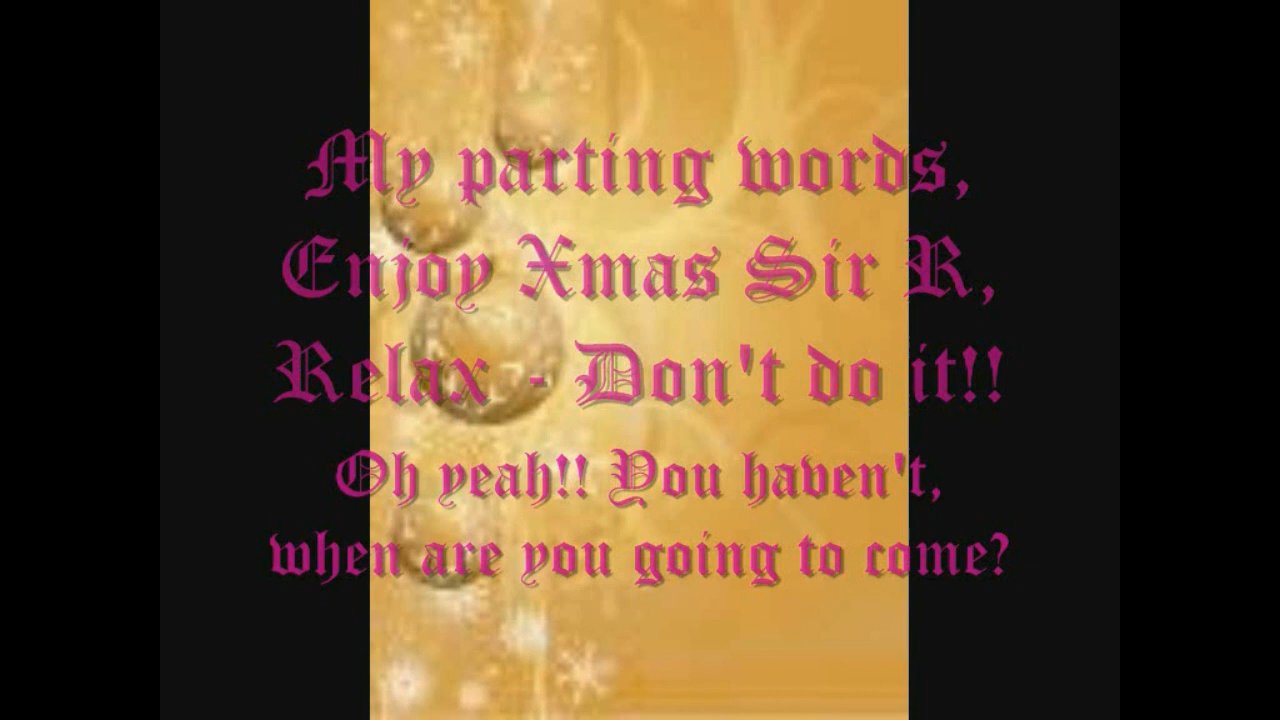 My parting words,
Enjoy Xmas Sir R,
Relax - Don't do it!!
Oh yeah!! You haven't,
when are you going to come?